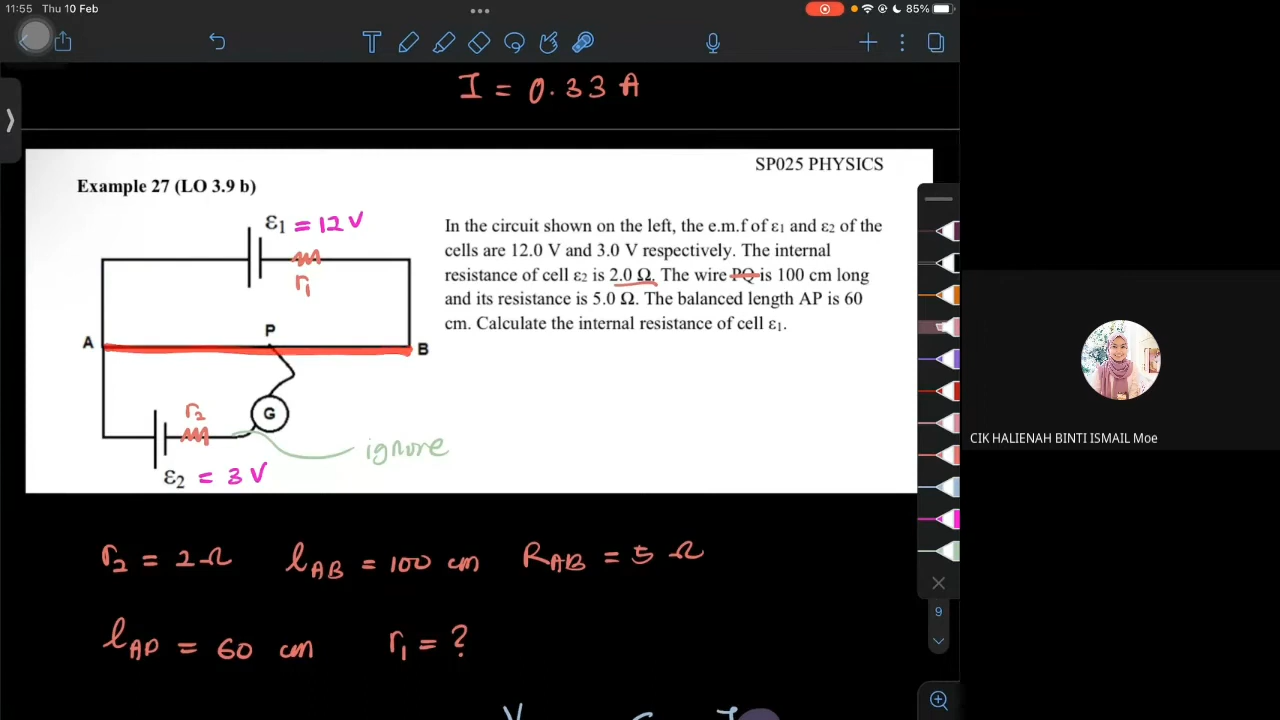 11:55 Thu 10 Feb
85%
I = 0.33 A
SP025 PHYSICS
Example 27 (LO 3.9 b)
ε1 = 12 V
r1
In the circuit shown on the left, the e.m.f of ε1 and ε2 of the
cells are 12.0 V and 3.0 V respectively. The internal
resistance of cell ε2 is 2.0 Ω. The wire PQ is 100 cm long
and its resistance is 5.0 Ω. The balanced length AP is 60
cm. Calculate the internal resistance of cell ε1.
A
P
B
G
r2
ignore
ε2 = 3 V
r2 = 2 Ω lAB = 100 cm RAB = 5 Ω
lAP = 60 cm r1 = ?
9
CIK HALIENAH BINTI ISMAIL Moe